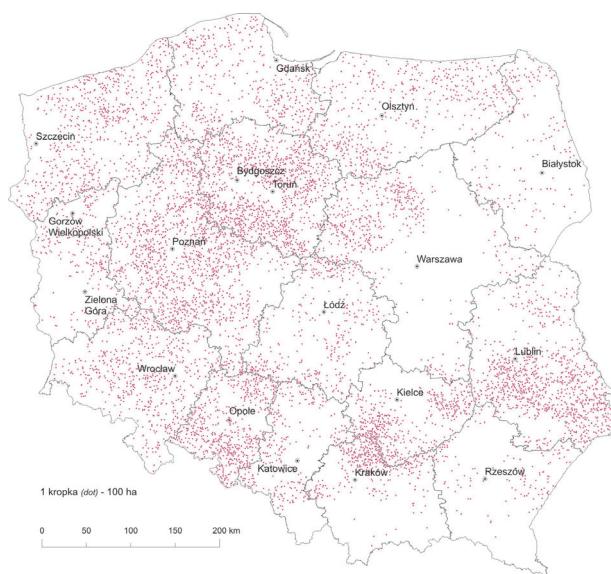 Gdańsk
Olsztyn
Szczecin
Białystok
Bydgoszcz
Toruń
Gorzów
Wielkopolski
Poznań
Warszawa
Zielona
Góra
Łódź
Wrocław
Lublin
Opole
Kielce
Katowice
Kraków
Rzeszów
1 kropka (dot) - 100 ha
0 50 100 150 200 km